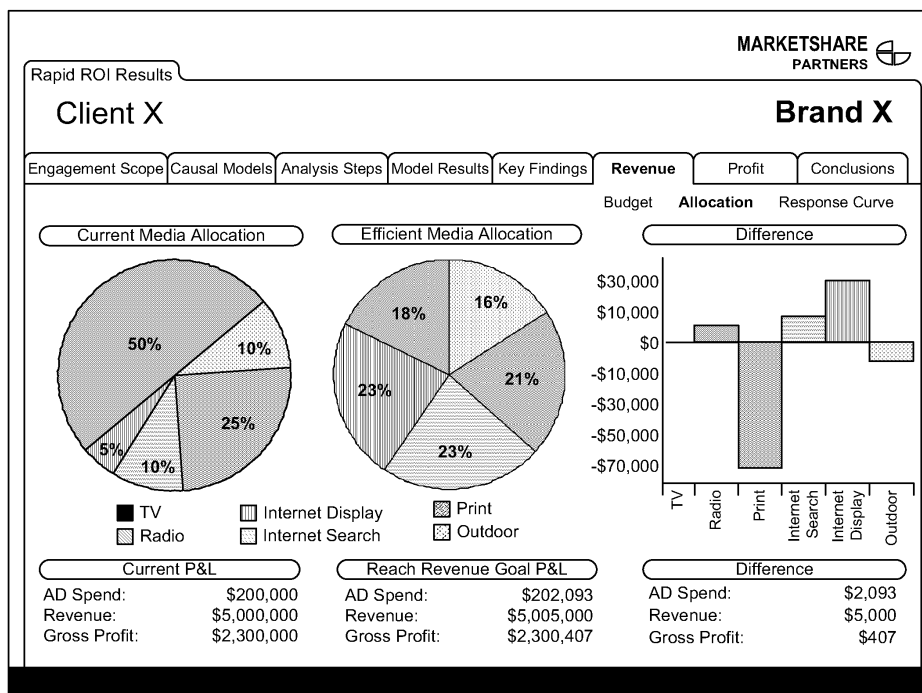 MARKETSHARE
PARTNERS
Rapid ROI Results
Client X
Brand X
Engagement Scope Causal Models Analysis Steps Model Results Key Findings Revenue Profit Conclusions
Budget Allocation Response Curve
Current Media Allocation
50%
10%
25%
5%
10%
Efficient Media Allocation
18%
16%
23%
21%
23%
TV
Internet Display
Print
Radio
Internet Search
Outdoor
Difference
$30,000
$10,000
$0
-$10,000
-$30,000
-$50,000
-$70,000
TV
Radio
Print
Internet
Search
Internet
Display
Outdoor
Current P&L
AD Spend: $200,000
Revenue: $5,000,000
Gross Profit: $2,300,000
Reach Revenue Goal P&L
AD Spend: $202,093
Revenue: $5,005,000
Gross Profit: $2,300,407
Difference
AD Spend: $2,093
Revenue: $5,000
Gross Profit: $407